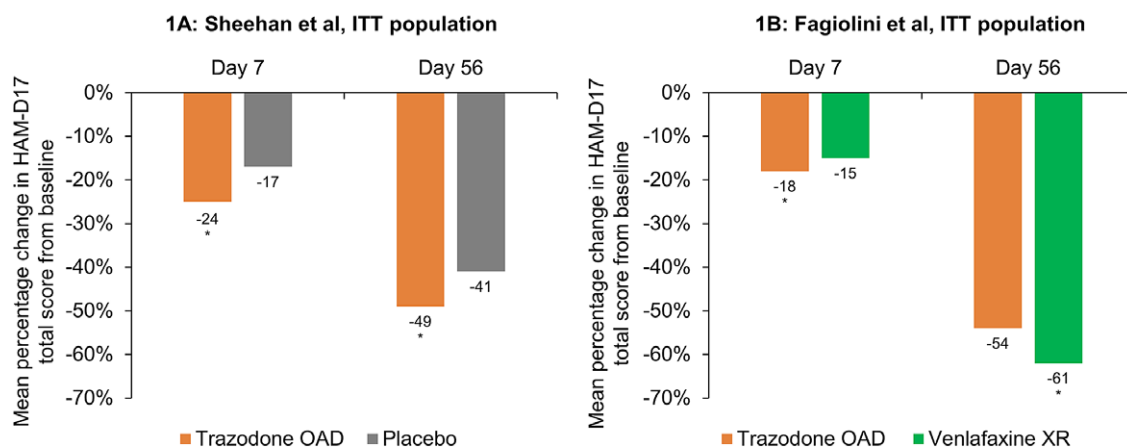 1A: Sheehan et al, ITT population
Mean percentage change in HAM-D17
total score from baseline
Day 7
Day 56
0%
-10%
-20%
-30%
-40%
-50%
-60%
-70%
-24
*
-17
-49
*
-41
Trazodone OAD
Placebo
1B: Fagiolini et al, ITT population
Mean percentage change in HAM-D17
total score from baseline
Day 7
Day 56
0%
-10%
-20%
-30%
-40%
-50%
-60%
-70%
-18
*
-15
-54
-61
*
Trazodone OAD
Venlafaxine XR